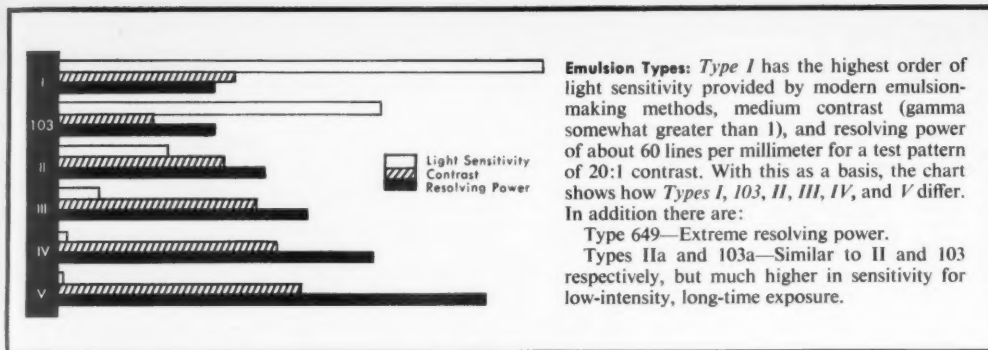 I
103
II
III
IV
V
Light Sensitivity
Contrast
Resolving Power
Emulsion Types: Type I has the highest order of
light sensitivity provided by modern emulsion-
making methods, medium contrast (gamma
somewhat greater than 1), and resolving power
of about 60 lines per millimeter for a test pattern
of 20:1 contrast. With this as a basis, the chart
shows how Types I, 103, II, III, IV, and V differ.
In addition there are:
Type 649—Extreme resolving power.
Types IIa and 103a—Similar to II and 103
respectively, but much higher in sensitivity for
low-intensity, long-time exposure.